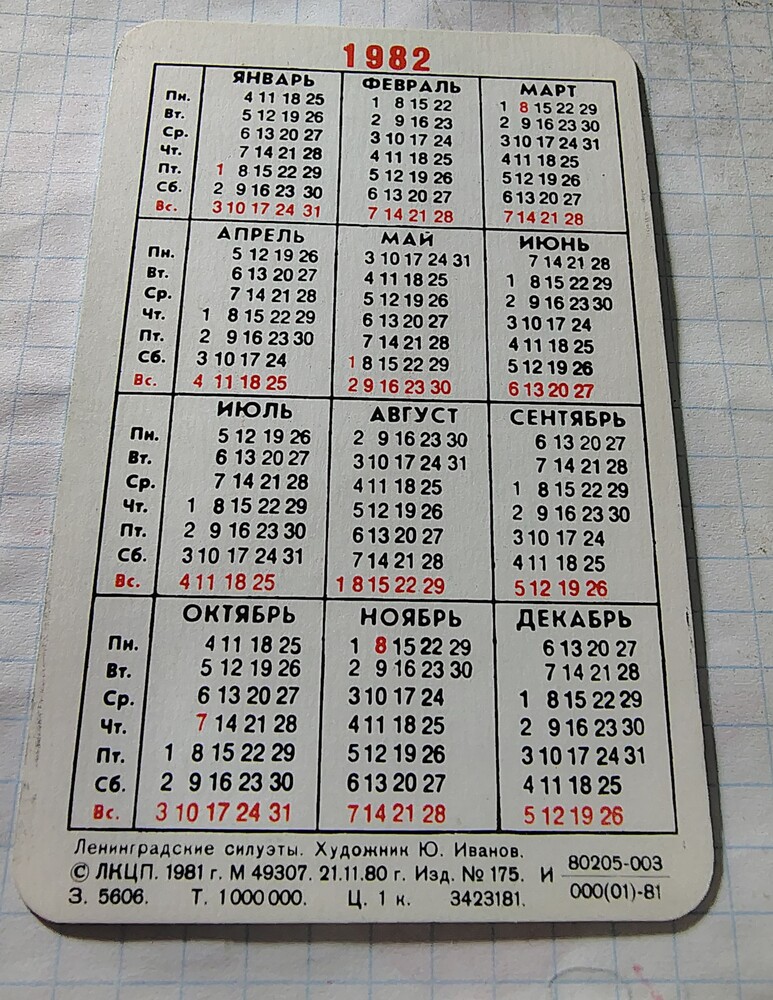 1982
ЯНВАРЬ ФЕВРАЛЬ МАРТ
Пн. 4 11 18 25 1 8 15 22 1 8 15 22 29
Вт. 5 12 19 26 2 9 16 23 2 9 16 23 30
Ср. 6 13 20 27 3 10 17 24 3 10 17 24 31
Чт. 7 14 21 28 4 11 18 25 4 11 18 25
Пт. 1 8 15 22 29 5 12 19 26 5 12 19 26
Сб. 2 9 16 23 30 6 13 20 27 6 13 20 27
Вс. 3 10 17 24 31 7 14 21 28 7 14 21 28
АПРЕЛЬ МАЙ ИЮНЬ
Пн. 5 12 19 26 3 10 17 24 31 7 14 21 28
Вт. 6 13 20 27 4 11 18 25 1 8 15 22 29
Ср. 7 14 21 28 5 12 19 26 2 9 16 23 30
Чт. 1 8 15 22 29 6 13 20 27 3 10 17 24
Пт. 2 9 16 23 30 7 14 21 28 4 11 18 25
Сб. 3 10 17 24 1 8 15 22 29 5 12 19 26
Вс. 4 11 18 25 2 9 16 23 30 6 13 20 27
ИЮЛЬ АВГУСТ СЕНТЯБРЬ
Пн. 5 12 19 26 2 9 16 23 30 6 13 20 27
Вт. 6 13 20 27 3 10 17 24 31 7 14 21 28
Ср. 7 14 21 28 4 11 18 25 1 8 15 22 29
Чт. 1 8 15 22 29 5 12 19 26 2 9 16 23 30
Пт. 2 9 16 23 30 6 13 20 27 3 10 17 24
Сб. 3 10 17 24 31 7 14 21 28 4 11 18 25
Вс. 4 11 18 25 1 8 15 22 29 5 12 19 26
ОКТЯБРЬ НОЯБРЬ ДЕКАБРЬ
Пн. 4 11 18 25 1 8 15 22 29 6 13 20 27
Вт. 5 12 19 26 2 9 16 23 30 7 14 21 28
Ср. 6 13 20 27 3 10 17 24 1 8 15 22 29
Чт. 7 14 21 28 4 11 18 25 2 9 16 23 30
Пт. 1 8 15 22 29 5 12 19 26 3 10 17 24 31
Сб. 2 9 16 23 30 6 13 20 27 4 11 18 25
Вс. 3 10 17 24 31 7 14 21 28 5 12 19 26
Ленинградские силуэты. Художник Ю. Иванов.
© ЛКЦП. 1981 г. М 49307. 21.11.80 г. Изд. № 175. И 80205-003
000(01)-81
З. 5606. Т. 1 000 000. Ц. 1 к. 3423181.